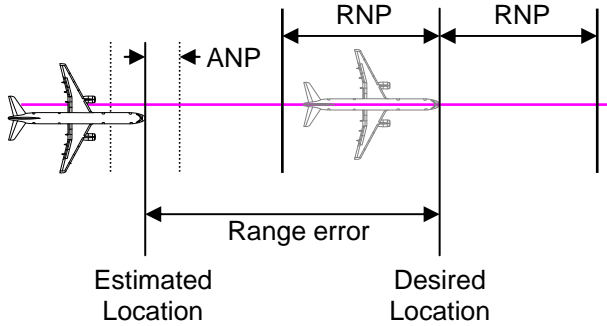 RNP
RNP
ANP
Range error
Estimated
Location
Desired
Location